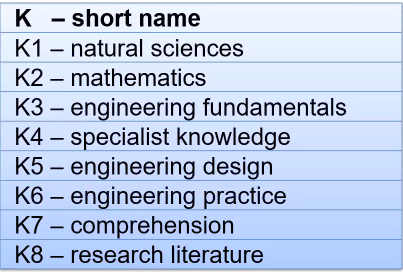 K – short name
K1 – natural sciences
K2 – mathematics
K3 – engineering fundamentals
K4 – specialist knowledge
K5 – engineering design
K6 – engineering practice
K7 – comprehension
K8 – research literature